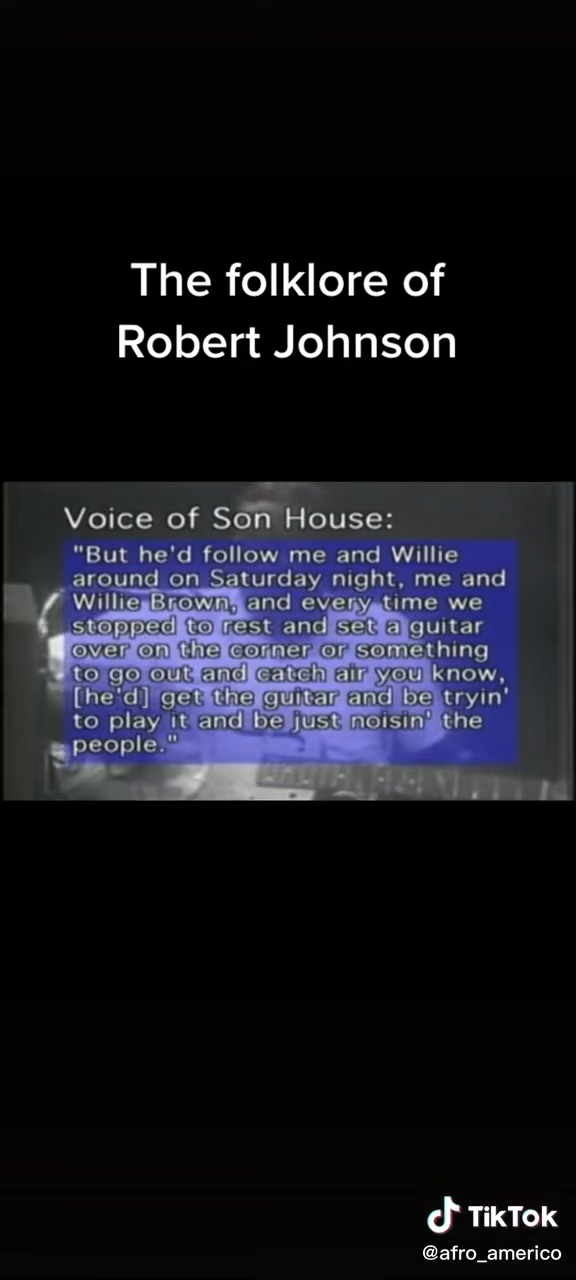 The folklore of
Robert Johnson
Voice of Son House:
"But he'd follow me and Willie
around on Saturday night, me and
Willie Brown, and every time we
stopped to rest and set a guitar
over on the corner or something
to go out and catch air you know,
[he'd] get the guitar and be tryin'
to play it and be just noisin' the
people."
TikTok
@afro_americo